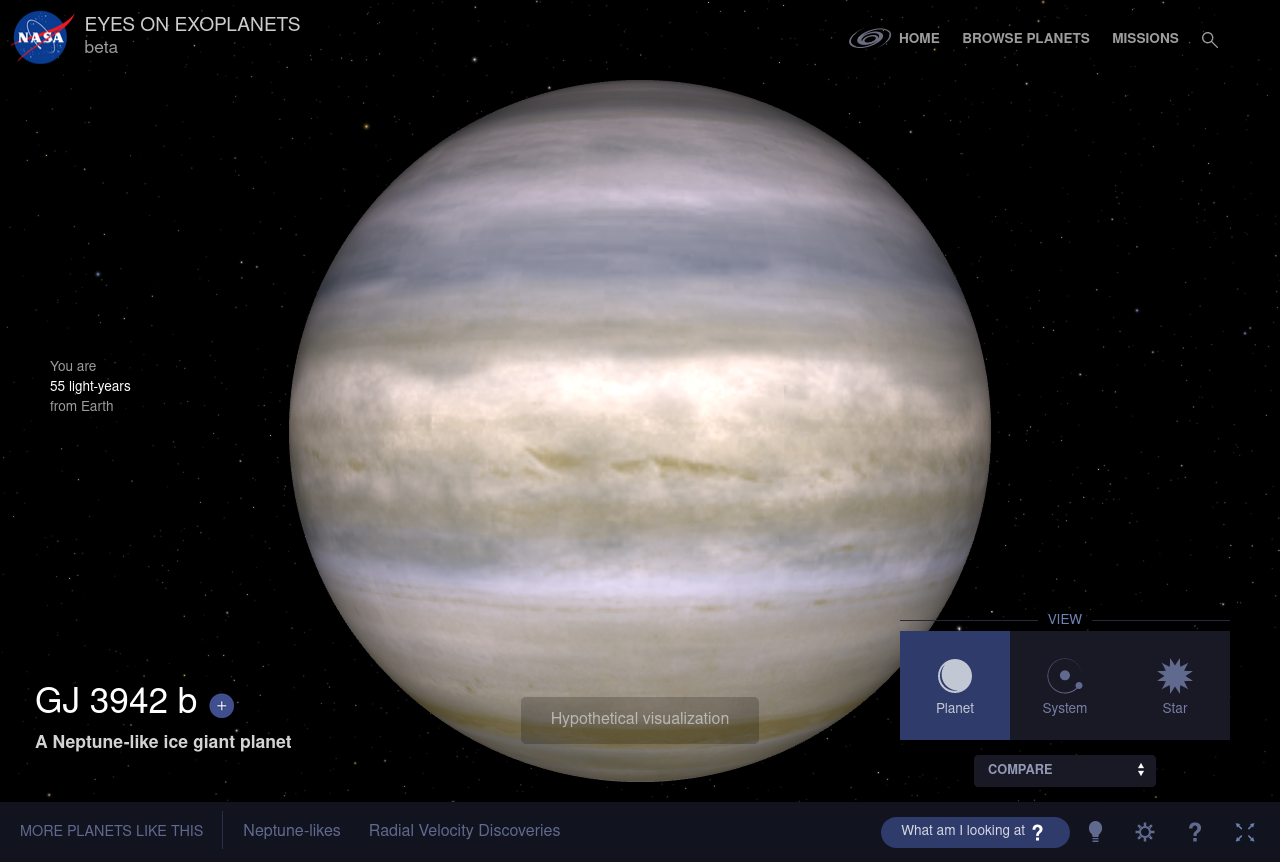 NASA
EYES ON EXOPLANETS
beta
HOME
BROWSE PLANETS
MISSIONS
You are
55 light-years
from Earth
GJ 3942 b +
A Neptune-like ice giant planet
Hypothetical visualization
VIEW
Planet
System
Star
COMPARE
MORE PLANETS LIKE THIS
Neptune-likes
Radial Velocity Discoveries
What am I looking at ?
?